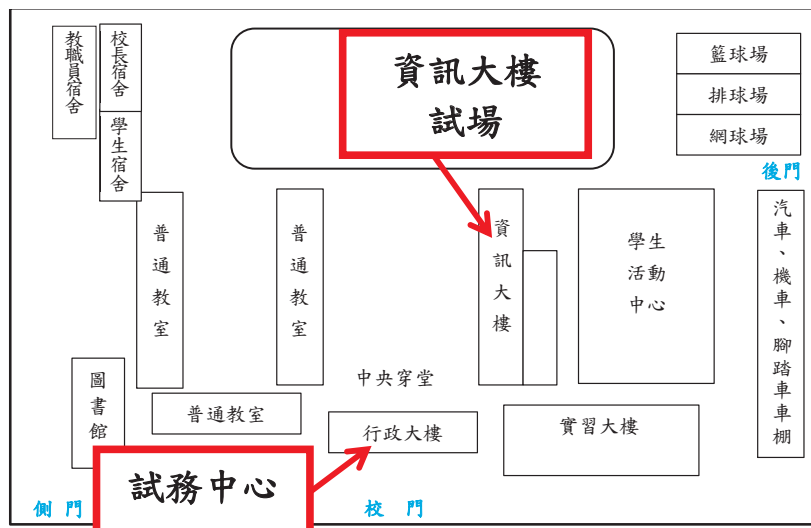 教職員宿舍
校長宿舍
學生宿舍
資訊大樓
試場
籃球場
排球場
網球場
後門
普通教室
普通教室
資訊大樓
學生
活動
中心
汽車、機車、腳踏車車棚
圖書館
普通教室
中央穿堂
行政大樓
實習大樓
試務中心
側門
校門